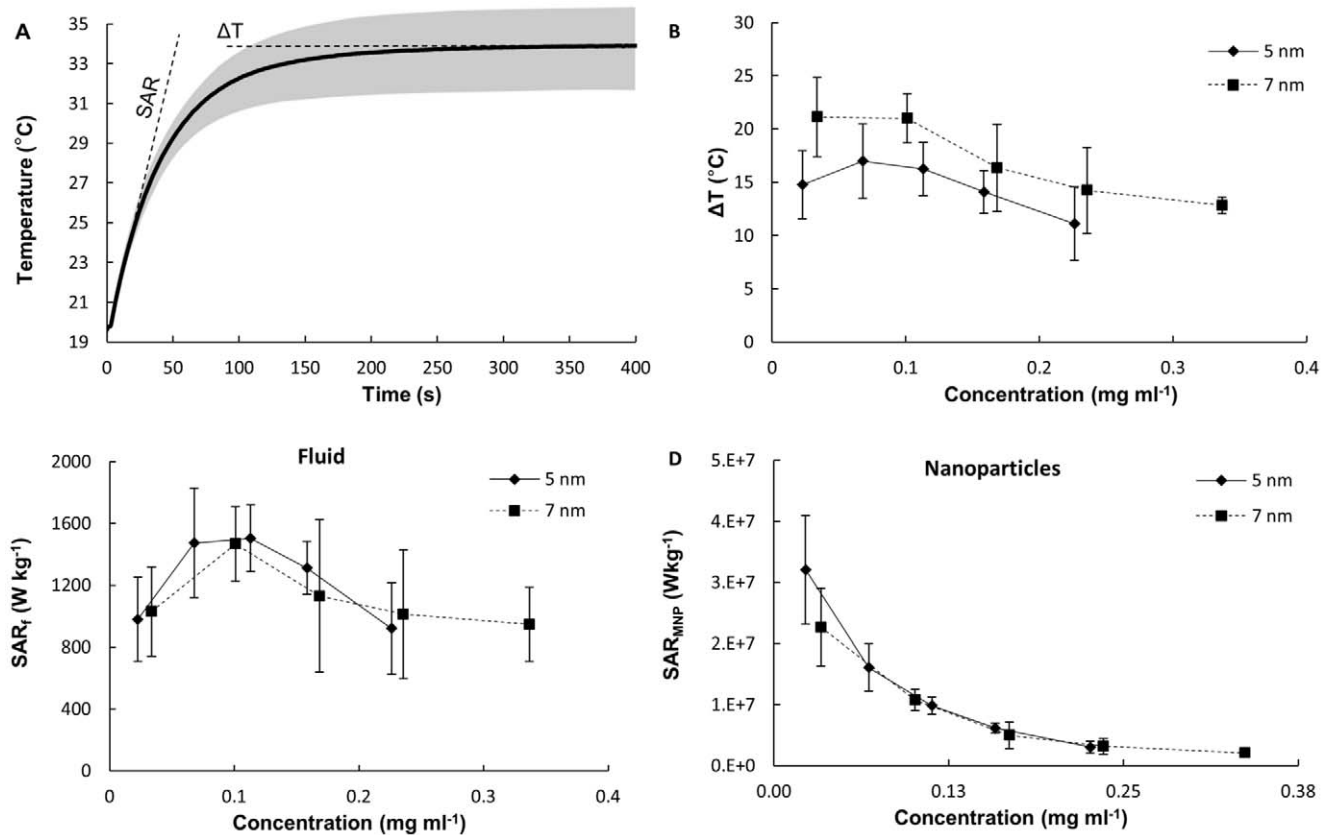 A
Temperature (°C)
35
33
31
29
27
25
23
21
19
SAR
ΔT
0
50
100
150
200
250
300
350
400
Time (s)
B
ΔT (°C)
30
25
20
15
10
5
0
5 nm
7 nm
0
0.1
0.2
0.3
0.4
Concentration (mg ml⁻¹)
Fluid
SARf (W kg⁻¹)
2000
1600
1200
800
400
0
5 nm
7 nm
0
0.1
0.2
0.3
0.4
Concentration (mg ml⁻¹)
D
Nanoparticles
SARMNP (Wkg⁻¹)
5.E+7
4.E+7
3.E+7
2.E+7
1.E+7
0.E+0
5 nm
7 nm
0.00
0.13
0.25
0.38
Concentration (mg ml⁻¹)